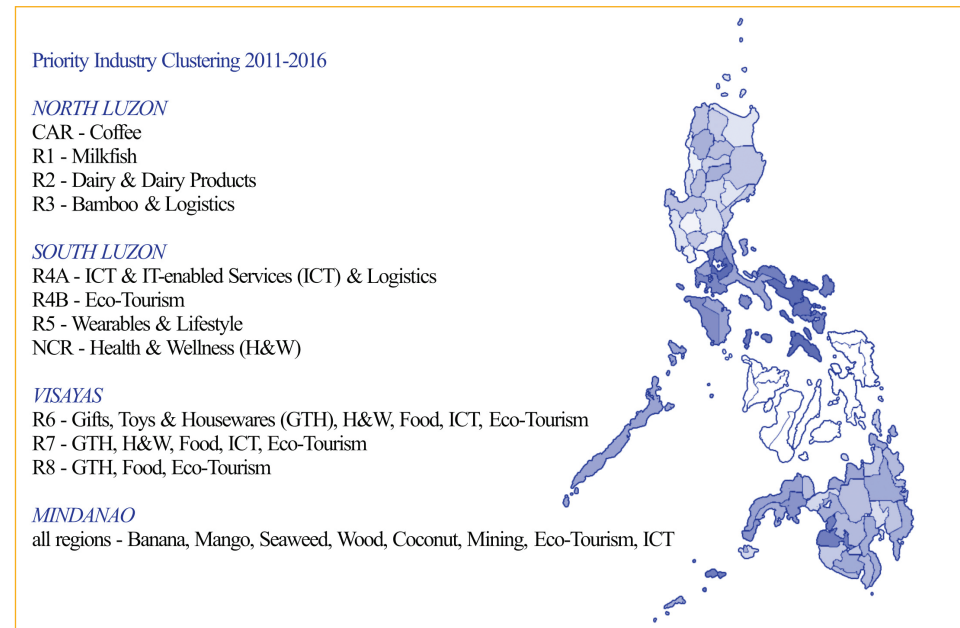 Priority Industry Clustering 2011-2016
NORTH LUZON
CAR - Coffee
R1 - Milkfish
R2 - Dairy & Dairy Products
R3 - Bamboo & Logistics
SOUTH LUZON
R4A - ICT & IT-enabled Services (ICT) & Logistics
R4B - Eco-Tourism
R5 - Wearables & Lifestyle
NCR - Health & Wellness (H&W)
VISAYAS
R6 - Gifts, Toys & Housewares (GTH), H&W, Food, ICT, Eco-Tourism
R7 - GTH, H&W, Food, ICT, Eco-Tourism
R8 - GTH, Food, Eco-Tourism
MINDANAO
all regions - Banana, Mango, Seaweed, Wood, Coconut, Mining, Eco-Tourism, ICT